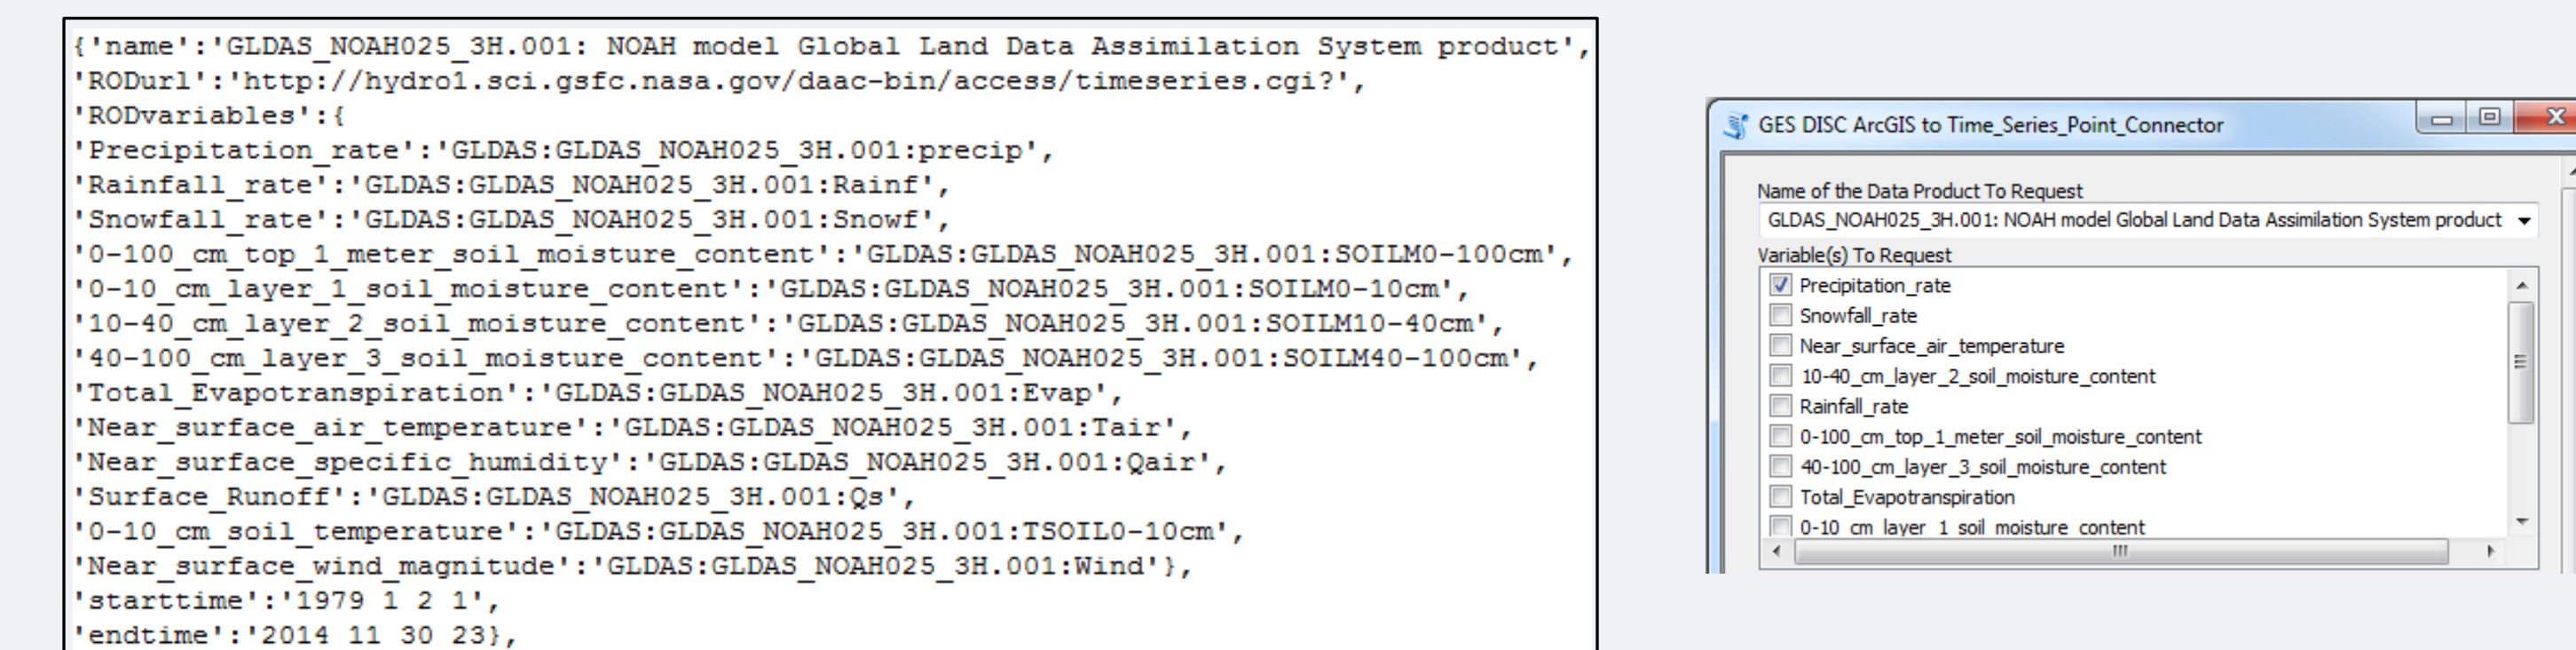 {'name':'GLDAS_NOAH025_3H.001: NOAH model Global Land Data Assimilation System product',
'RODurl':'http://hydro1.sci.gsfc.nasa.gov/daac-bin/access/timeseries.cgi?',
'RODvariables':{
'Precipitation_rate':'GLDAS:GLDAS_NOAH025_3H.001:precip',
'Rainfall_rate':'GLDAS:GLDAS_NOAH025_3H.001:Rainf',
'Snowfall_rate':'GLDAS:GLDAS_NOAH025_3H.001:Snowf',
'0-100_cm_top_1_meter_soil_moisture_content':'GLDAS:GLDAS_NOAH025_3H.001:SOILM0-100cm',
'0-10_cm_layer_1_soil_moisture_content':'GLDAS:GLDAS_NOAH025_3H.001:SOILM0-10cm',
'10-40_cm_layer_2_soil_moisture_content':'GLDAS:GLDAS_NOAH025_3H.001:SOILM10-40cm',
'40-100_cm_layer_3_soil_moisture_content':'GLDAS:GLDAS_NOAH025_3H.001:SOILM40-100cm',
'Total_Evapotranspiration':'GLDAS:GLDAS_NOAH025_3H.001:Evap',
'Near_surface_air_temperature':'GLDAS:GLDAS_NOAH025_3H.001:Tair',
'Near_surface_specific_humidity':'GLDAS:GLDAS_NOAH025_3H.001:Qair',
'Surface_Runoff':'GLDAS:GLDAS_NOAH025_3H.001:Qs',
'0-10_cm_soil_temperature':'GLDAS:GLDAS_NOAH025_3H.001:TSOIL0-10cm',
'Near_surface_wind_magnitude':'GLDAS:GLDAS_NOAH025_3H.001:Wind'},
'starttime':'1979 1 2 1',
'endtime':'2014 11 30 23},
GES DISC ArcGIS to Time_Series_Point_Connector
Name of the Data Product To Request
GLDAS_NOAH025_3H.001: NOAH model Global Land Data Assimilation System product
Variable(s) To Request
Precipitation_rate
Snowfall_rate
Near_surface_air_temperature
10-40_cm_layer_2_soil_moisture_content
Rainfall_rate
0-100_cm_top_1_meter_soil_moisture_content
40-100_cm_layer_3_soil_moisture_content
Total_Evapotranspiration
0-10_cm_layer_1_soil_moisture_content